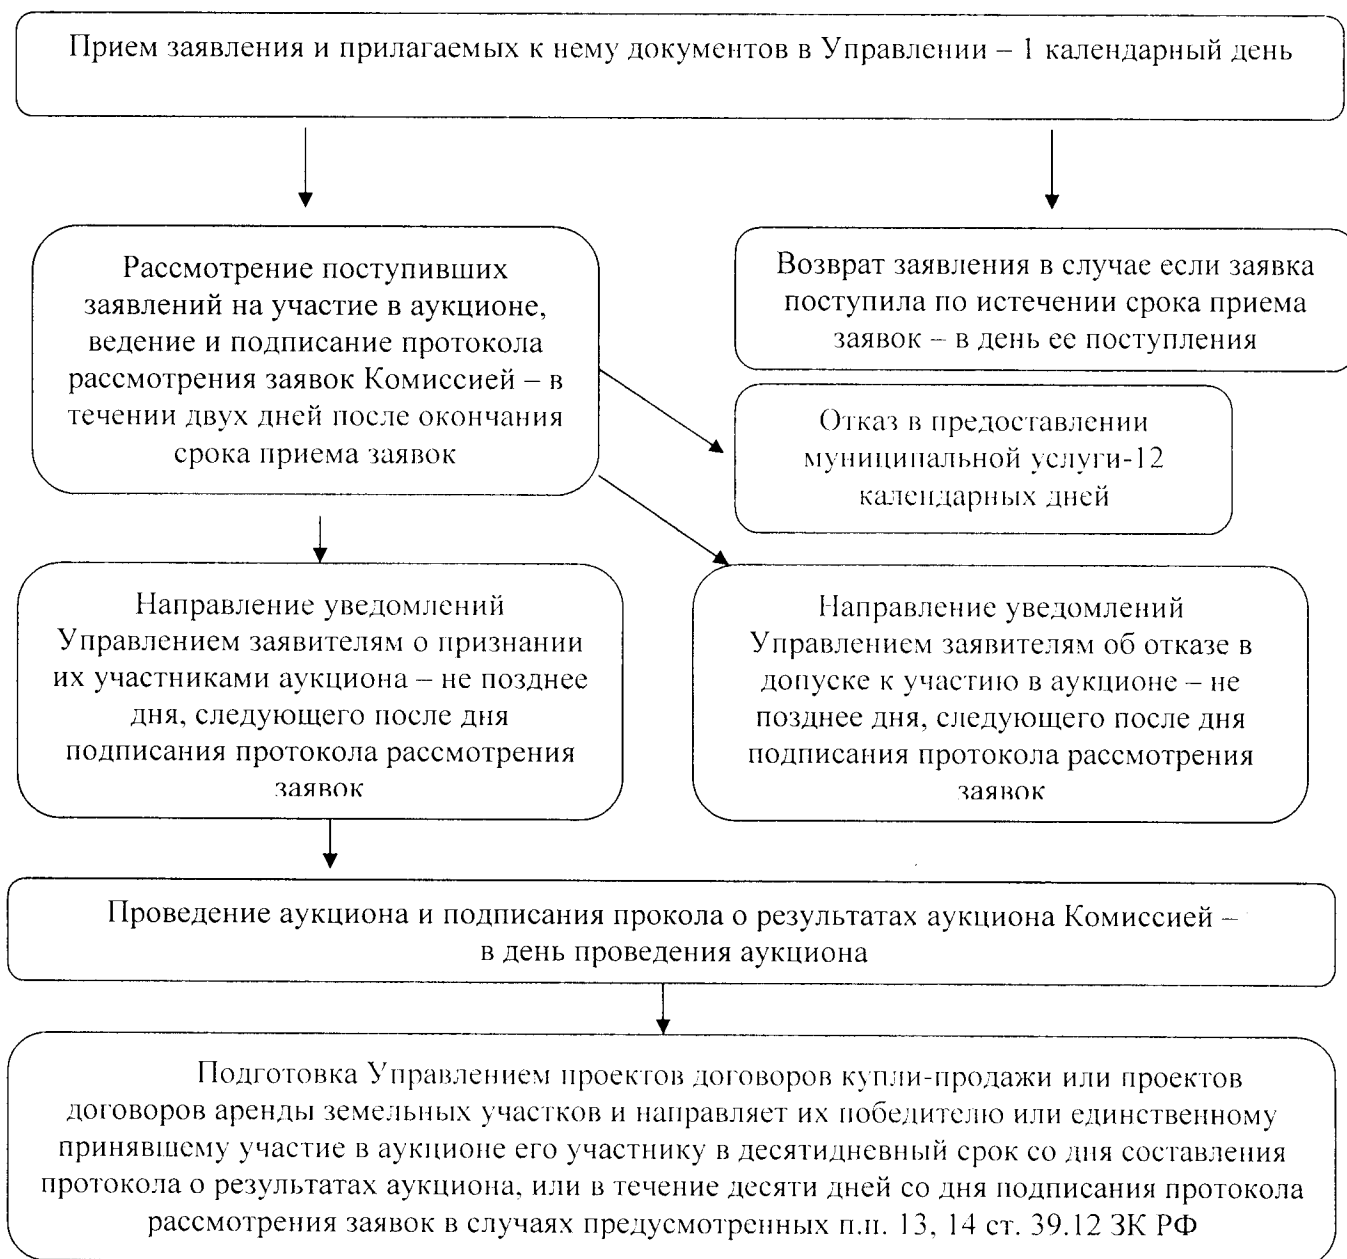 Прием заявления и прилагаемых к нему документов в Управлении – 1 календарный день
Рассмотрение поступивших
заявлений на участие в аукционе,
ведение и подписание протокола
рассмотрения заявок Комиссией – в
течении двух дней после окончания
срока приема заявок
Возврат заявления в случае если заявка
поступила по истечении срока приема
заявок – в день ее поступления
Отказ в предоставлении
муниципальной услуги-12
календарных дней
Направление уведомлений
Управлением заявителям о признании
их участниками аукциона – не позднее
дня, следующего после дня
подписания протокола рассмотрения
заявок
Направление уведомлений
Управлением заявителям об отказе в
допуске к участию в аукционе – не
позднее дня, следующего после дня
подписания протокола рассмотрения
заявок
Проведение аукциона и подписания прокола о результатах аукциона Комиссией –
в день проведения аукциона
Подготовка Управлением проектов договоров купли-продажи или проектов
договоров аренды земельных участков и направляет их победителю или единственному
принявшему участие в аукционе его участнику в десятидневный срок со дня составления
протокола о результатах аукциона, или в течение десяти дней со дня подписания протокола
рассмотрения заявок в случаях предусмотренных п.п. 13, 14 ст. 39.12 ЗК РФ